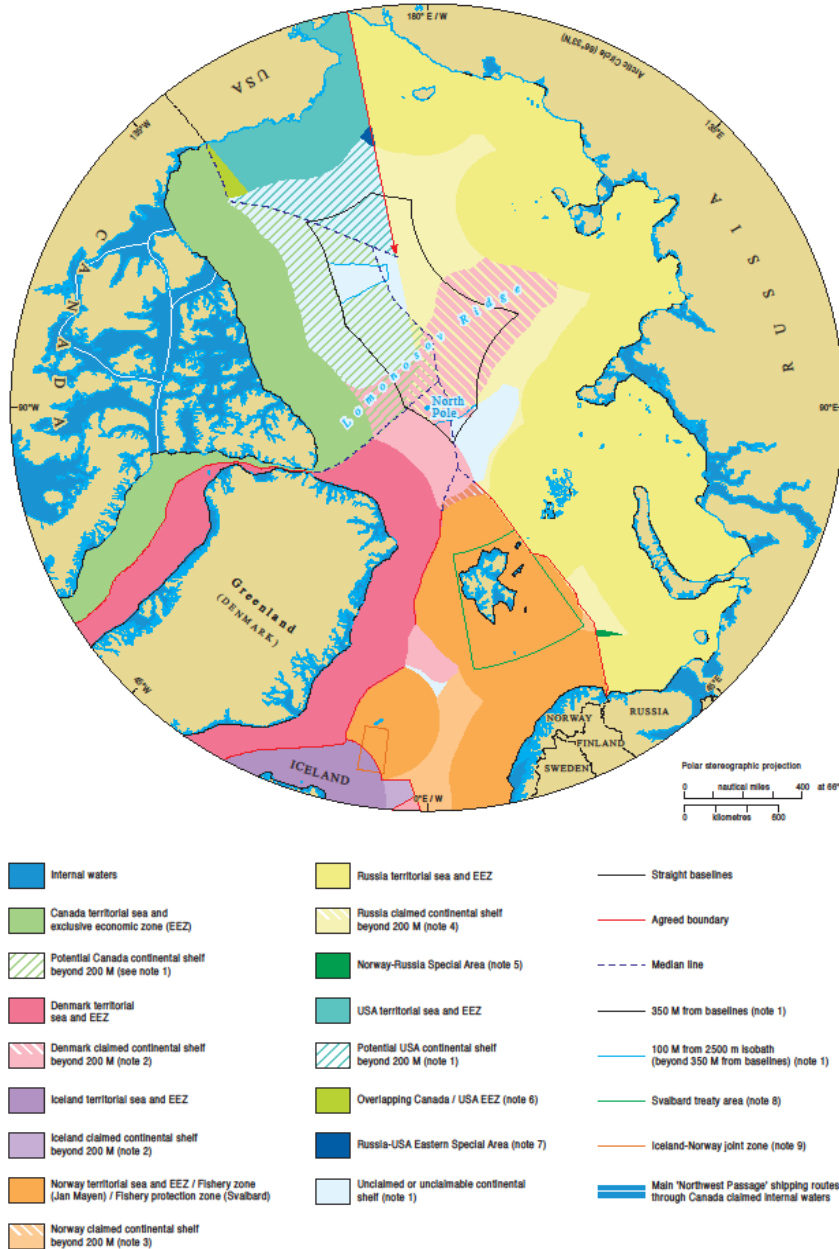 180° E / W
Arctic Circle (66°33'N)
USA
135°W
135°E
RUSSIA
CANADA
Lomonosov Ridge
90°W
North
Pole
90°E
Greenland
(DENMARK)
45°W
45°E
NORWAY
RUSSIA
FINLAND
SWEDEN
ICELAND
0°E / W
Polar stereographic projection
0 nautical miles 400 at 66°
0 kilometres 600
Internal waters
Canada territorial sea and
exclusive economic zone (EEZ)
Potential Canada continental shelf
beyond 200 M (see note 1)
Denmark territorial
sea and EEZ
Denmark claimed continental shelf
beyond 200 M (note 2)
Iceland territorial sea and EEZ
Iceland claimed continental shelf
beyond 200 M (note 2)
Norway territorial sea and EEZ / Fishery zone
(Jan Mayen) / Fishery protection zone (Svalbard)
Norway claimed continental shelf
beyond 200 M (note 3)
Russia territorial sea and EEZ
Russia claimed continental shelf
beyond 200 M (note 4)
Norway-Russia Special Area (note 5)
USA territorial sea and EEZ
Potential USA continental shelf
beyond 200 M (note 1)
Overlapping Canada / USA EEZ (note 6)
Russia-USA Eastern Special Area (note 7)
Unclaimed or unclaimable continental
shelf (note 1)
Straight baselines
Agreed boundary
Median line
350 M from baselines (note 1)
100 M from 2500 m isobath
(beyond 350 M from baselines) (note 1)
Svalbard treaty area (note 8)
Iceland-Norway joint zone (note 9)
Main 'Northwest Passage' shipping routes
through Canada claimed internal waters